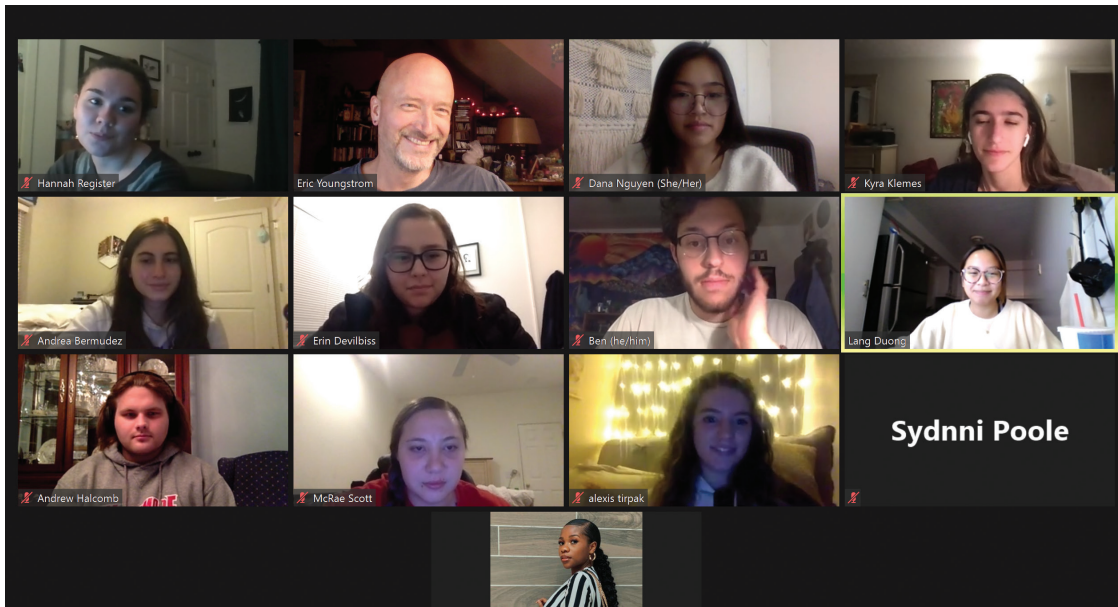 Hannah Register
Eric Youngstrom
Dana Nguyen (She/Her)
Kyra Klemes
Andrea Bermudez
Erin Devilbiss
Ben (he/him)
Lang Duong
Andrew Halcomb
McRae Scott
alexis tirpak
Sydnni Poole